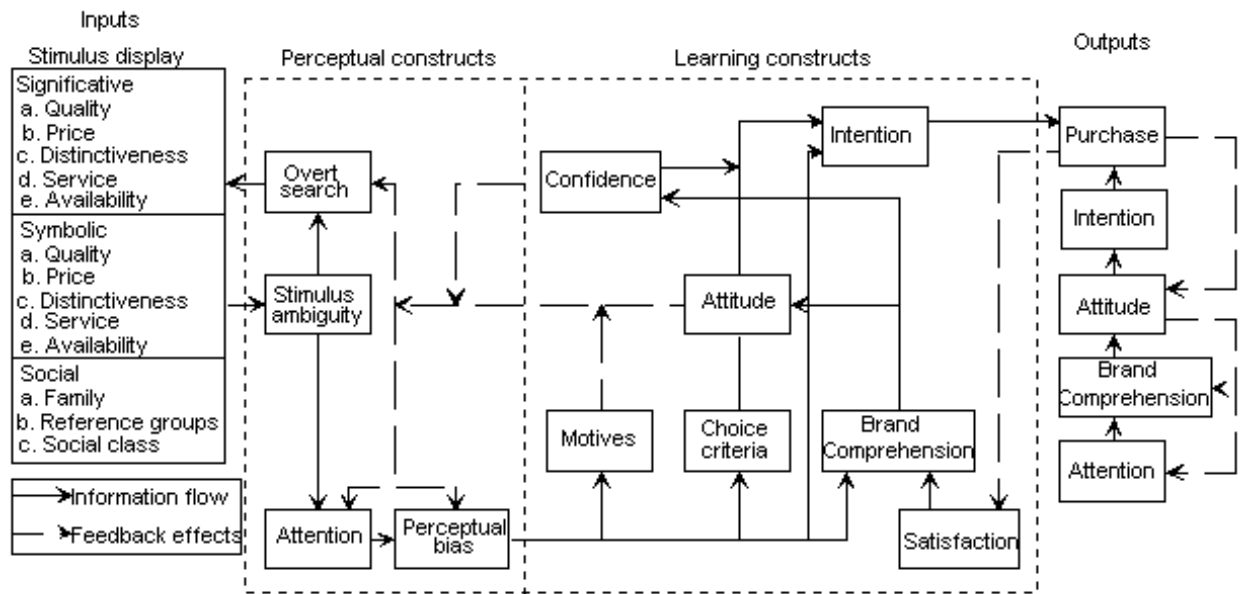 Inputs
Stimulus display
Significative
a. Quality
b. Price
c. Distinctiveness
d. Service
e. Availability
Symbolic
a. Quality
b. Price
c. Distinctiveness
d. Service
e. Availability
Social
a. Family
b. Reference groups
c. Social class
Information flow
Feedback effects
Perceptual constructs
Overt
search
Stimulus
ambiguity
Attention
Perceptual
bias
Learning constructs
Confidence
Intention
Attitude
Motives
Choice
criteria
Brand
Comprehension
Satisfaction
Outputs
Purchase
Intention
Attitude
Brand
Comprehension
Attention